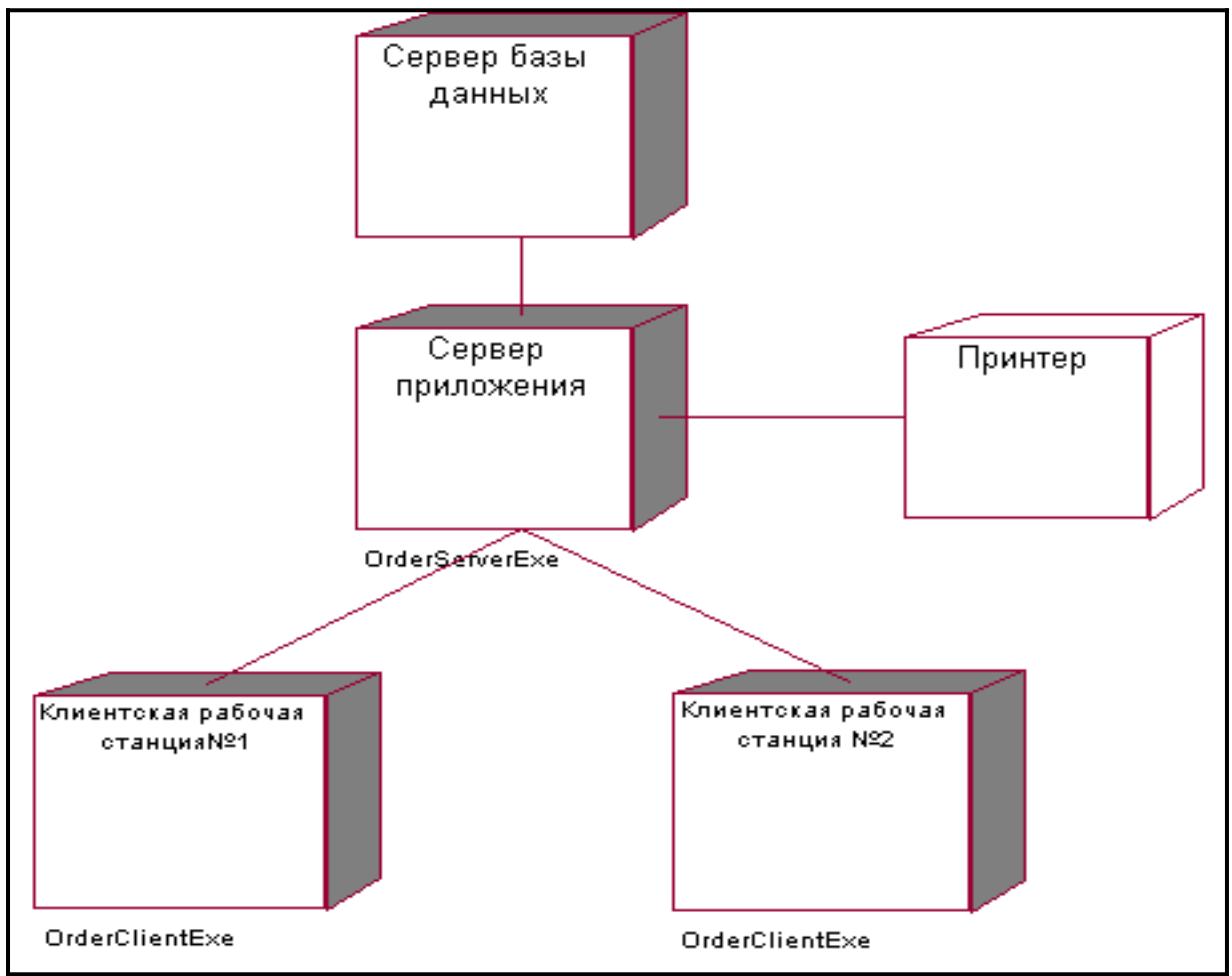 Сервер базы
данных
Сервер
приложения
Принтер
OrderServerExe
Клиентская рабочая
станция№1
Клиентская рабочая
станция №2
OrderClientExe
OrderClientExe